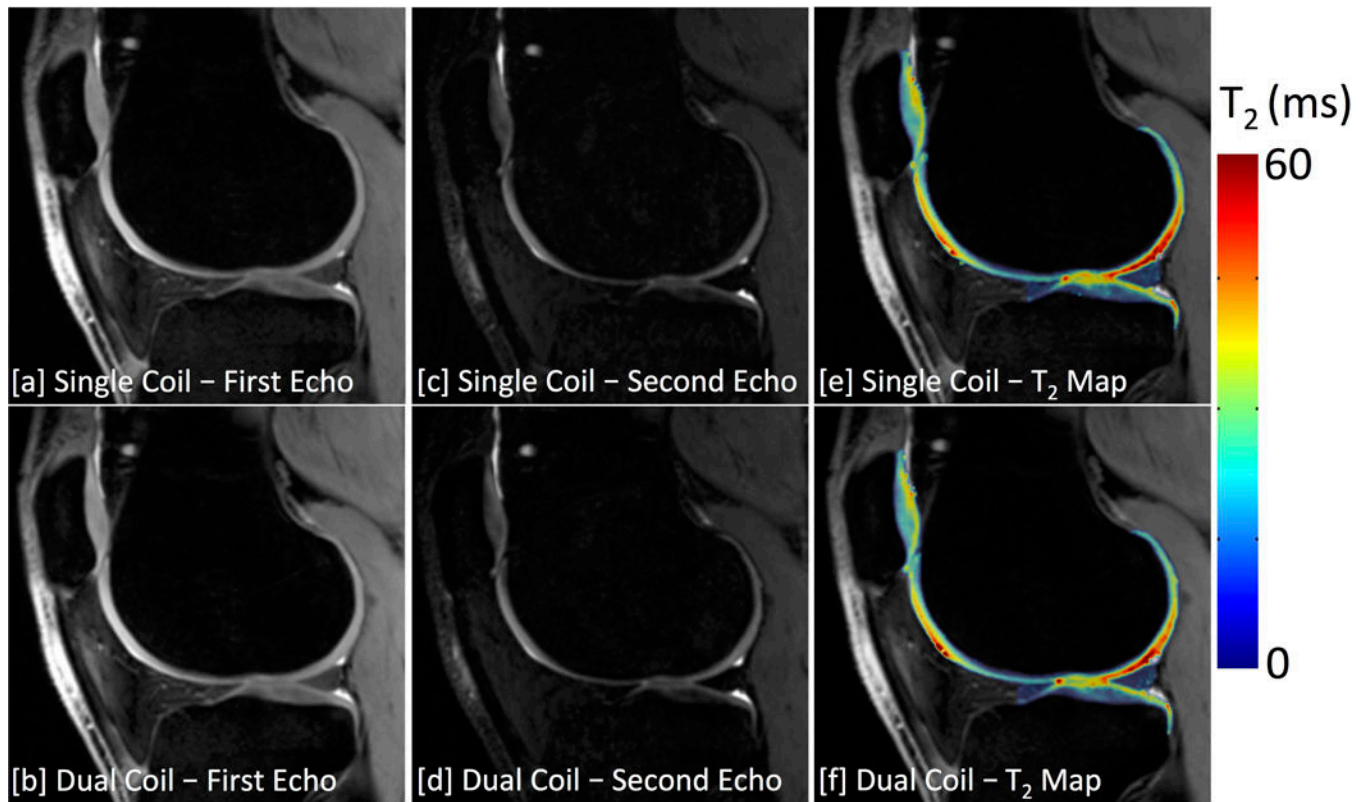 [a] Single Coil – First Echo
[c] Single Coil – Second Echo
[e] Single Coil – T₂ Map
T₂ (ms)
60
0
[b] Dual Coil – First Echo
[d] Dual Coil – Second Echo
[f] Dual Coil – T₂ Map